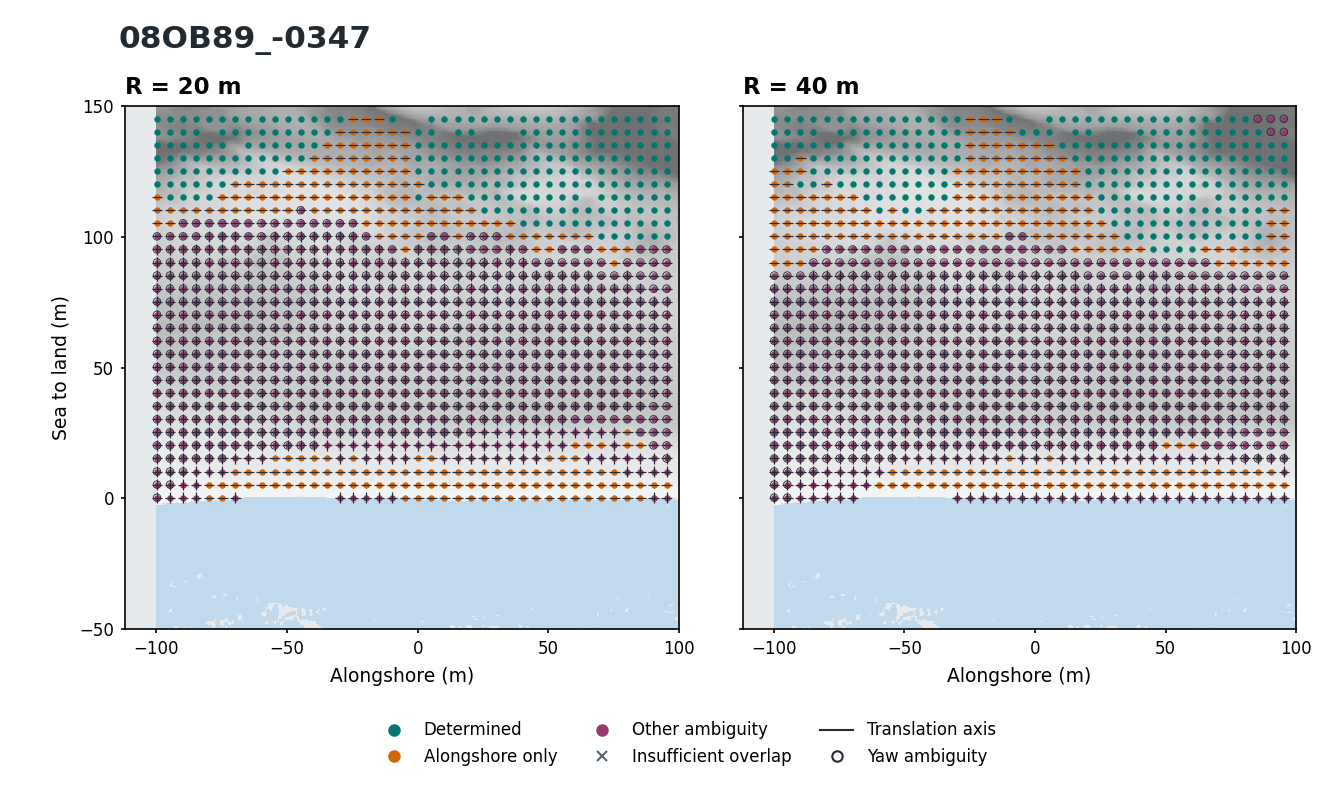 08OB89_-0347
R = 20 m
R = 40 m
150
100
50
0
−50
Sea to land (m)
−100 −50 0 50 100
−100 −50 0 50 100
Alongshore (m)
Alongshore (m)
Determined
Other ambiguity
Translation axis
Alongshore only
Insufficient overlap
Yaw ambiguity